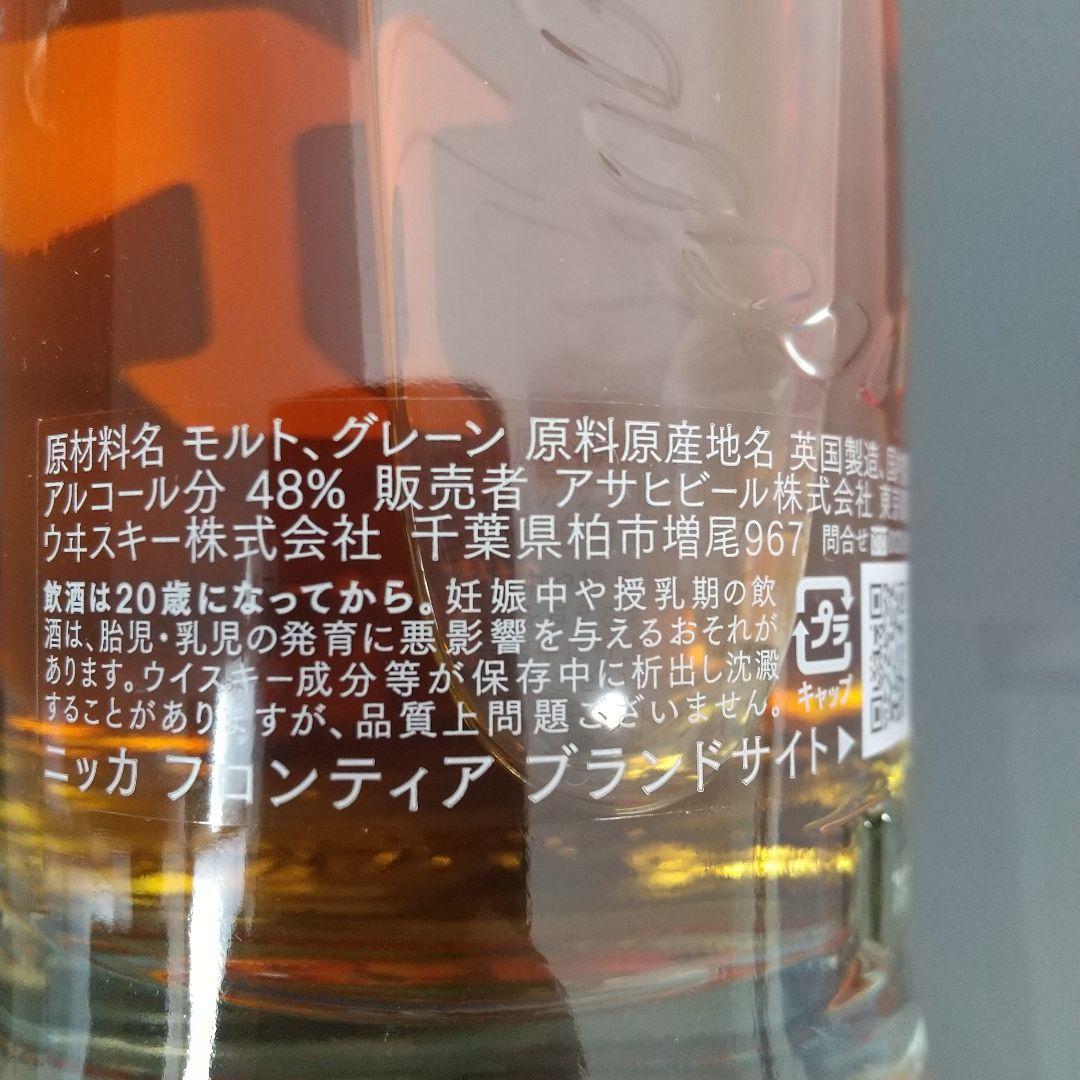 原材料名 モルト、グレーン 原料原産地名 英国製造、国
アルコール分 48% 販売者 アサヒビール株式会社 東京
ウヰスキー株式会社 千葉県柏市増尾967 問合せ
飲酒は20歳になってから。妊娠中や授乳期の飲
酒は、胎児・乳児の発育に悪影響を与えるおそれが
あります。ウイスキー成分等が保存中に析出し沈澱
することがありますが、品質上問題ございません。
プラ
キャップ
ニッカ フロンティア ブランドサイト▶